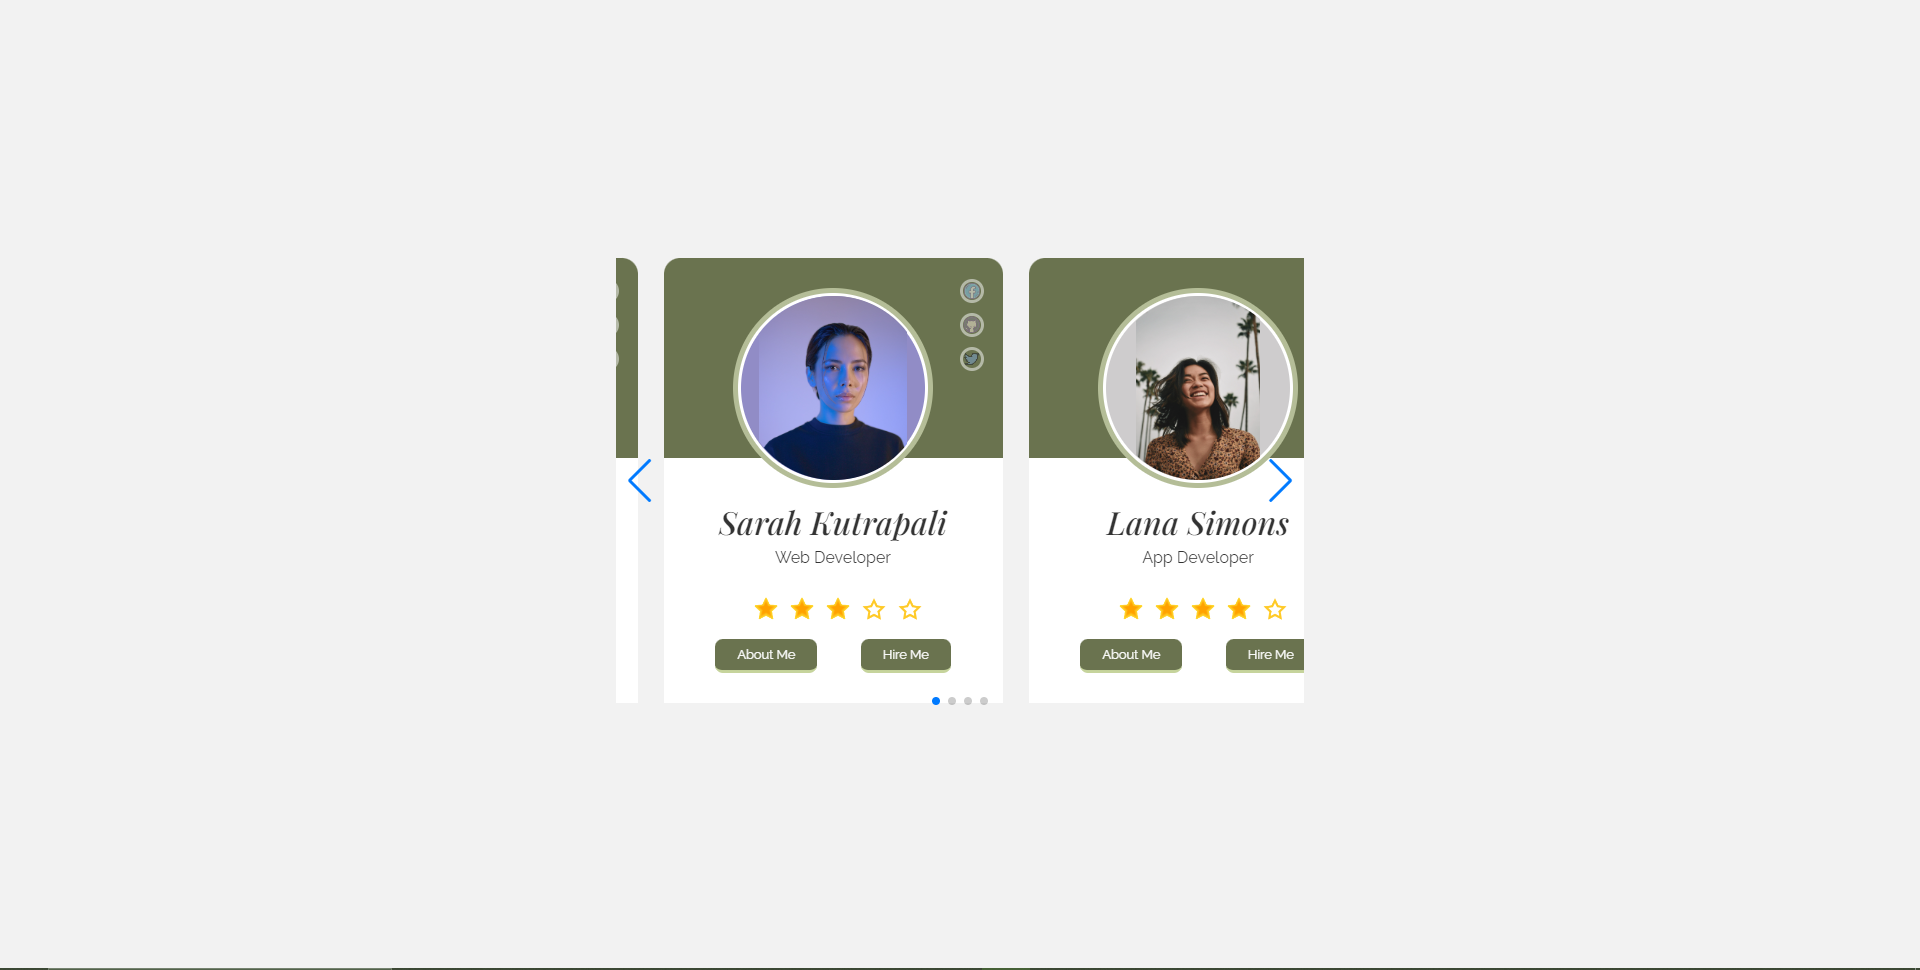 Sarah Kutrapali
Web Developer
About Me
Hire Me
Lana Simons
App Developer
About Me
Hire Me